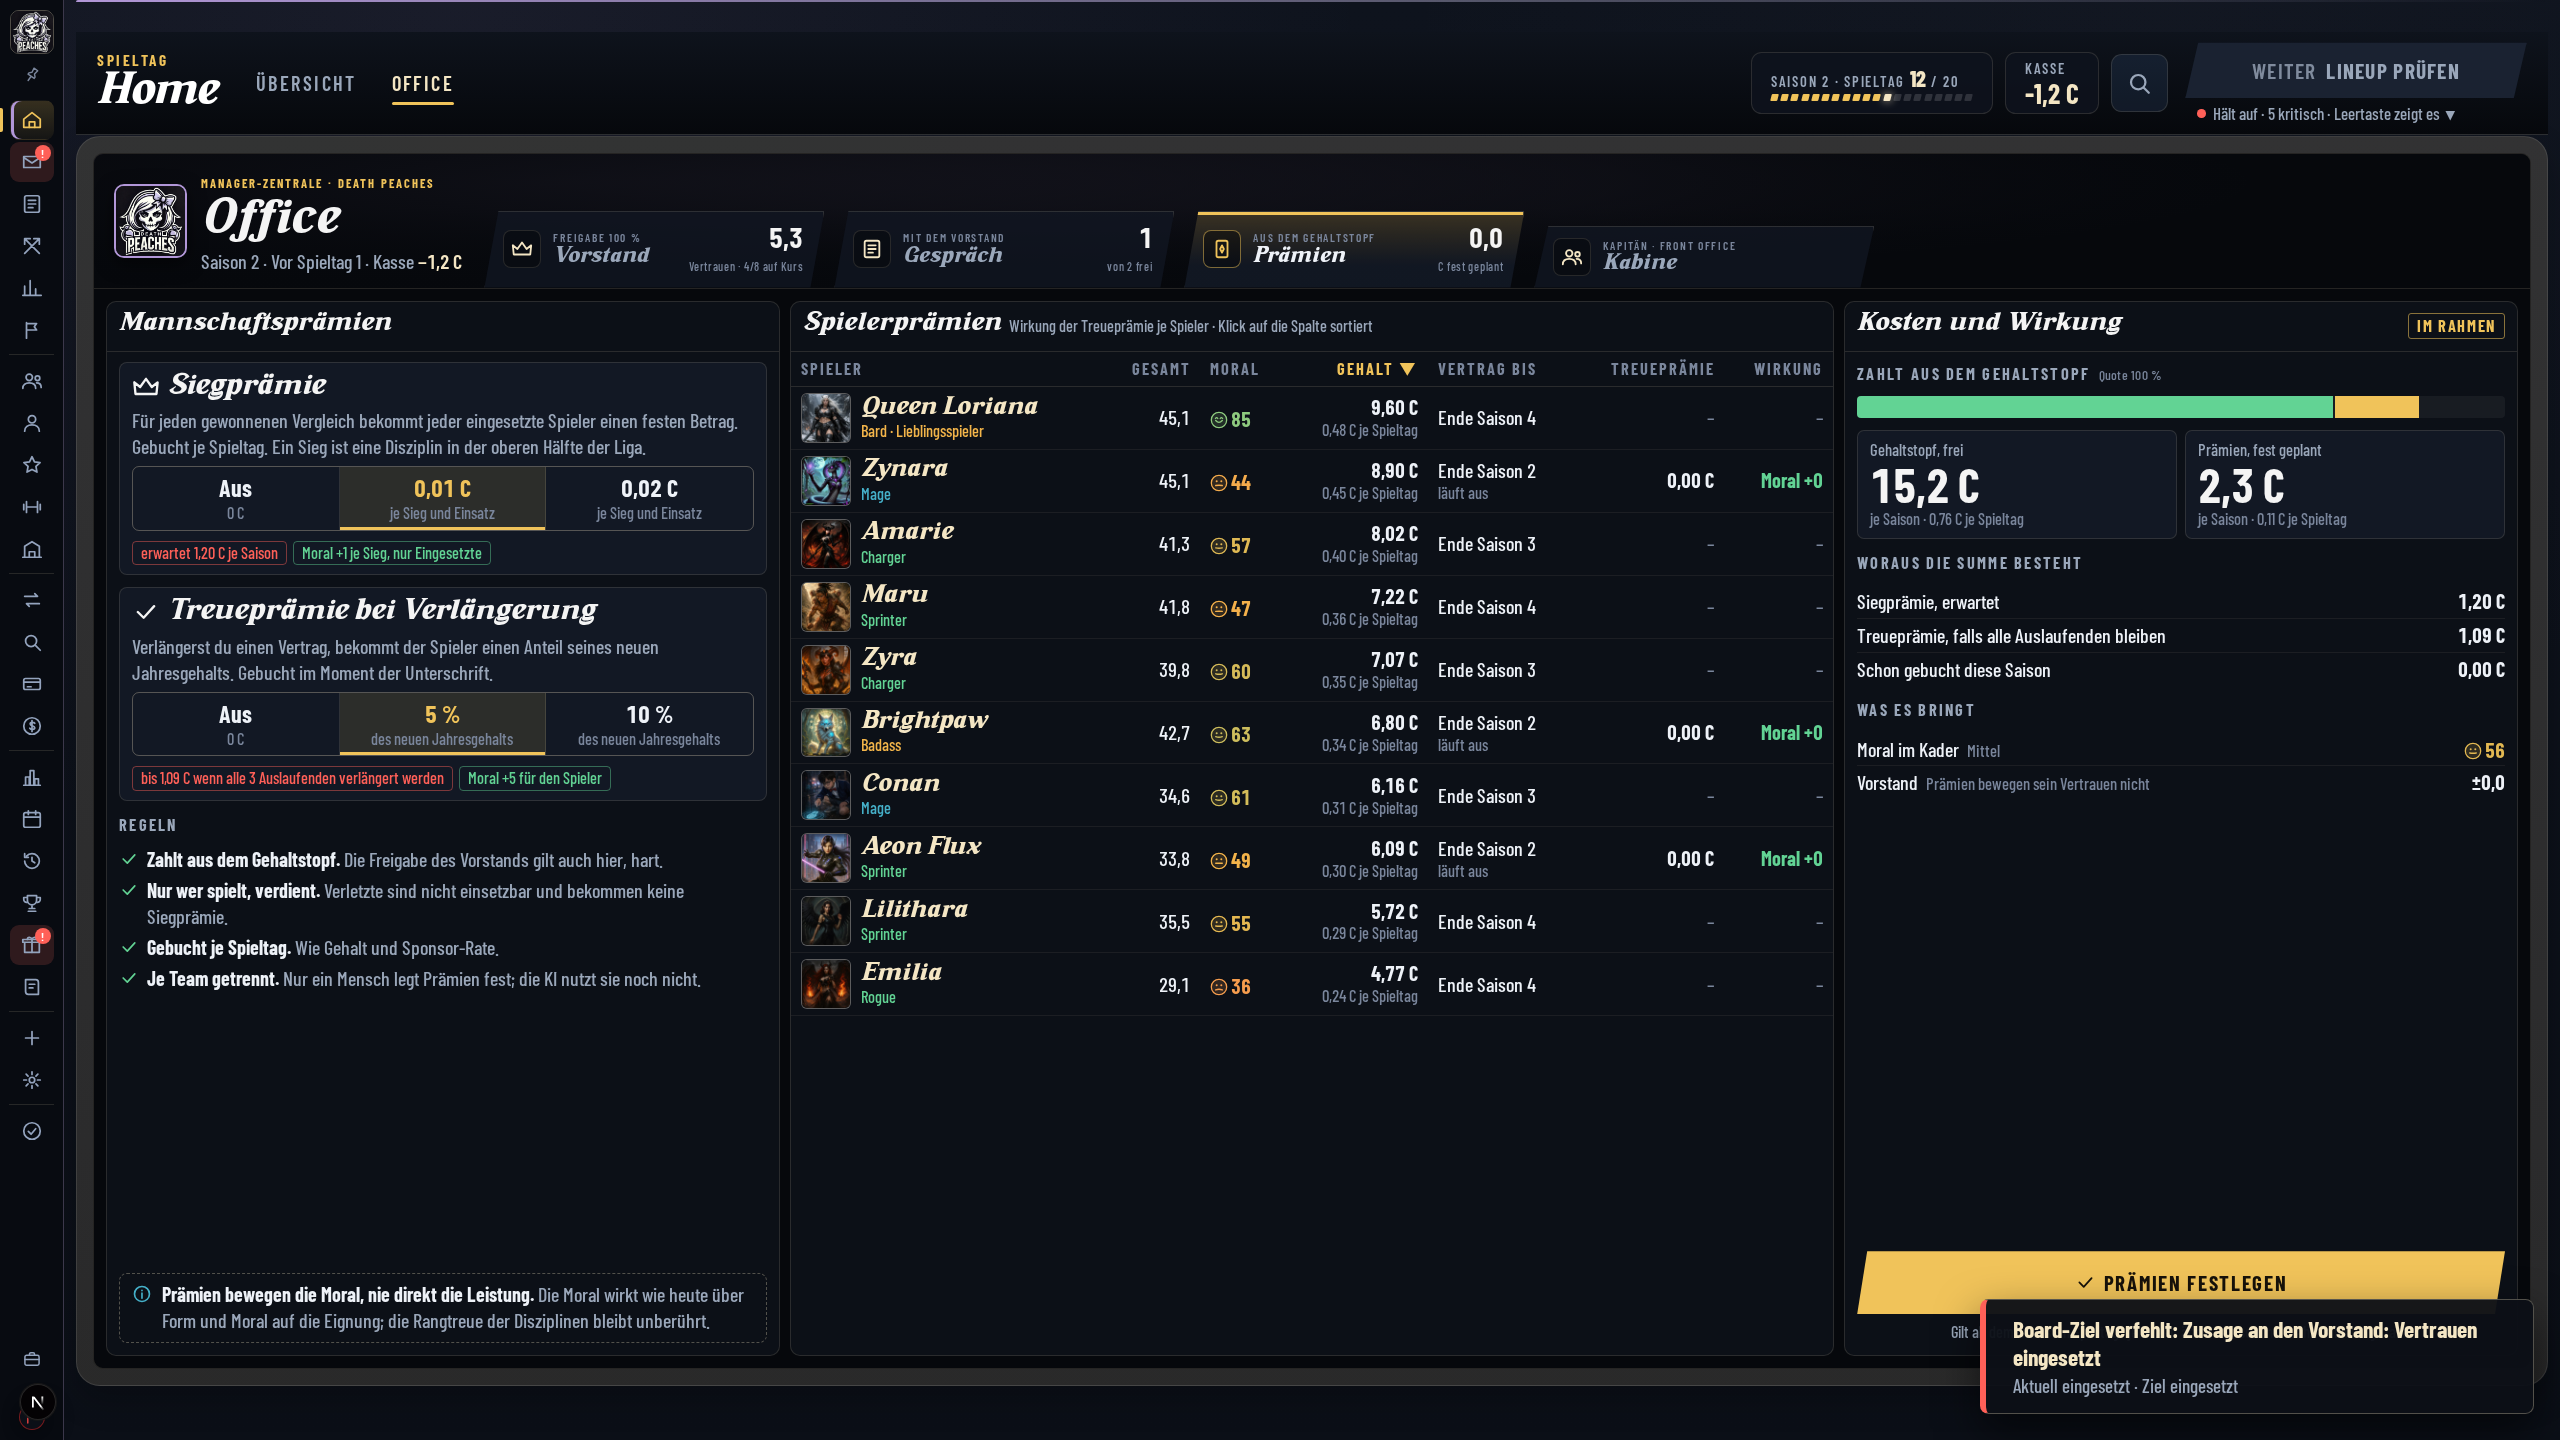 SPIELTAG
Home
ÜBERSICHT
OFFICE
SAISON 2 · SPIELTAG 12 / 20
KASSE
-1,2 C
WEITER LINEUP PRÜFEN
Hält auf · 5 kritisch · Leertaste zeigt es ▼
MANAGER-ZENTRALE · DEATH PEACHES
Office
Saison 2 · Vor Spieltag 1 · Kasse −1,2 C
FREIGABE 100 %
Vorstand
5,3
Vertrauen · 4/8 auf Kurs
MIT DEM VORSTAND
Gespräch
1
von 2 frei
AUS DEM GEHALTSTOPF
Prämien
0,0
C fest geplant
KAPITÄN · FRONT OFFICE
Kabine
Mannschaftsprämien
Siegprämie
Für jeden gewonnenen Vergleich bekommt jeder eingesetzte Spieler einen festen Betrag.
Gebucht je Spieltag. Ein Sieg ist eine Disziplin in der oberen Hälfte der Liga.
Aus
0 C
0,01 C
je Sieg und Einsatz
0,02 C
je Sieg und Einsatz
erwartet 1,20 C je Saison
Moral +1 je Sieg, nur Eingesetzte
Treueprämie bei Verlängerung
Verlängerst du einen Vertrag, bekommt der Spieler einen Anteil seines neuen
Jahresgehalts. Gebucht im Moment der Unterschrift.
Aus
0 C
5 %
des neuen Jahresgehalts
10 %
des neuen Jahresgehalts
bis 1,09 C wenn alle 3 Auslaufenden verlängert werden
Moral +5 für den Spieler
REGELN
Zahlt aus dem Gehaltstopf. Die Freigabe des Vorstands gilt auch hier, hart.
Nur wer spielt, verdient. Verletzte sind nicht einsetzbar und bekommen keine
Siegprämie.
Gebucht je Spieltag. Wie Gehalt und Sponsor-Rate.
Je Team getrennt. Nur ein Mensch legt Prämien fest; die KI nutzt sie noch nicht.
Prämien bewegen die Moral, nie direkt die Leistung. Die Moral wirkt wie heute über
Form und Moral auf die Eignung; die Rangtreue der Disziplinen bleibt unberührt.
Spielerprämien Wirkung der Treueprämie je Spieler · Klick auf die Spalte sortiert
SPIELER GESAMT MORAL GEHALT ▼ VERTRAG BIS TREUEPRÄMIE WIRKUNG
Queen Loriana 45,1 85 9,60 C Ende Saison 4 – –
Bard · Lieblingsspieler 0,48 C je Spieltag
Zynara 45,1 44 8,90 C Ende Saison 2 0,00 C Moral +0
Mage 0,45 C je Spieltag läuft aus
Amarie 41,3 57 8,02 C Ende Saison 3 – –
Charger 0,40 C je Spieltag
Maru 41,8 47 7,22 C Ende Saison 4 – –
Sprinter 0,36 C je Spieltag
Zyra 39,8 60 7,07 C Ende Saison 3 – –
Charger 0,35 C je Spieltag
Brightpaw 42,7 63 6,80 C Ende Saison 2 0,00 C Moral +0
Badass 0,34 C je Spieltag läuft aus
Conan 34,6 61 6,16 C Ende Saison 3 – –
Mage 0,31 C je Spieltag
Aeon Flux 33,8 49 6,09 C Ende Saison 2 0,00 C Moral +0
Sprinter 0,30 C je Spieltag läuft aus
Lilithara 35,5 55 5,72 C Ende Saison 4 – –
Sprinter 0,29 C je Spieltag
Emilia 29,1 36 4,77 C Ende Saison 4 – –
Rogue 0,24 C je Spieltag
Kosten und Wirkung
IM RAHMEN
ZAHLT AUS DEM GEHALTSTOPF Quote 100 %
Gehaltstopf, frei
15,2 C
je Saison · 0,76 C je Spieltag
Prämien, fest geplant
2,3 C
je Saison · 0,11 C je Spieltag
WORAUS DIE SUMME BESTEHT
Siegprämie, erwartet 1,20 C
Treueprämie, falls alle Auslaufenden bleiben 1,09 C
Schon gebucht diese Saison 0,00 C
WAS ES BRINGT
Moral im Kader Mittel 56
Vorstand Prämien bewegen sein Vertrauen nicht ±0,0
PRÄMIEN FESTLEGEN
Gilt
Board-Ziel verfehlt: Zusage an den Vorstand: Vertrauen
eingesetzt
Aktuell eingesetzt · Ziel eingesetzt
N